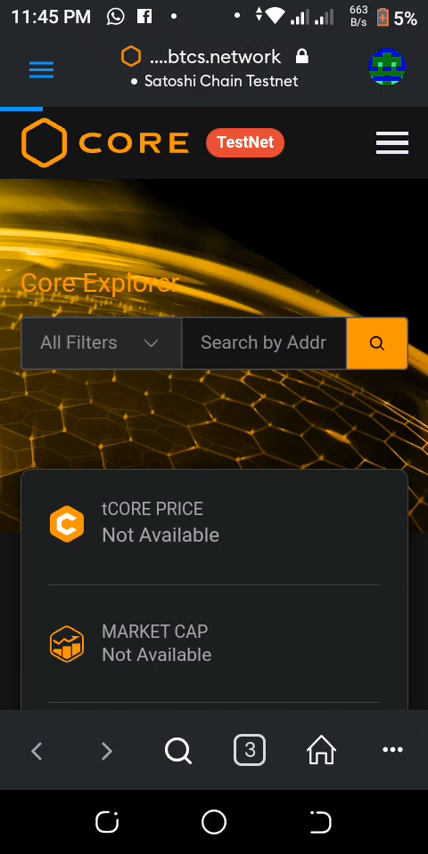 11:45 PM
663
B/s
5%
....btcs.network
• Satoshi Chain Testnet
CORE
TestNet
Core Explorer
All Filters
Search by Addr
tCORE PRICE
Not Available
MARKET CAP
Not Available
3